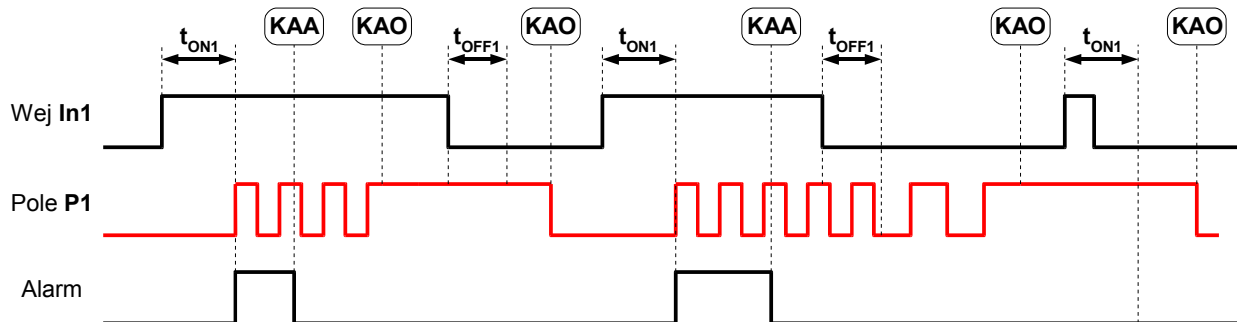 KAA KAO KAO KAA KAO KAO
tON1 tOFF1 tON1 tOFF1 tON1
Wej In1
Pole P1
Alarm